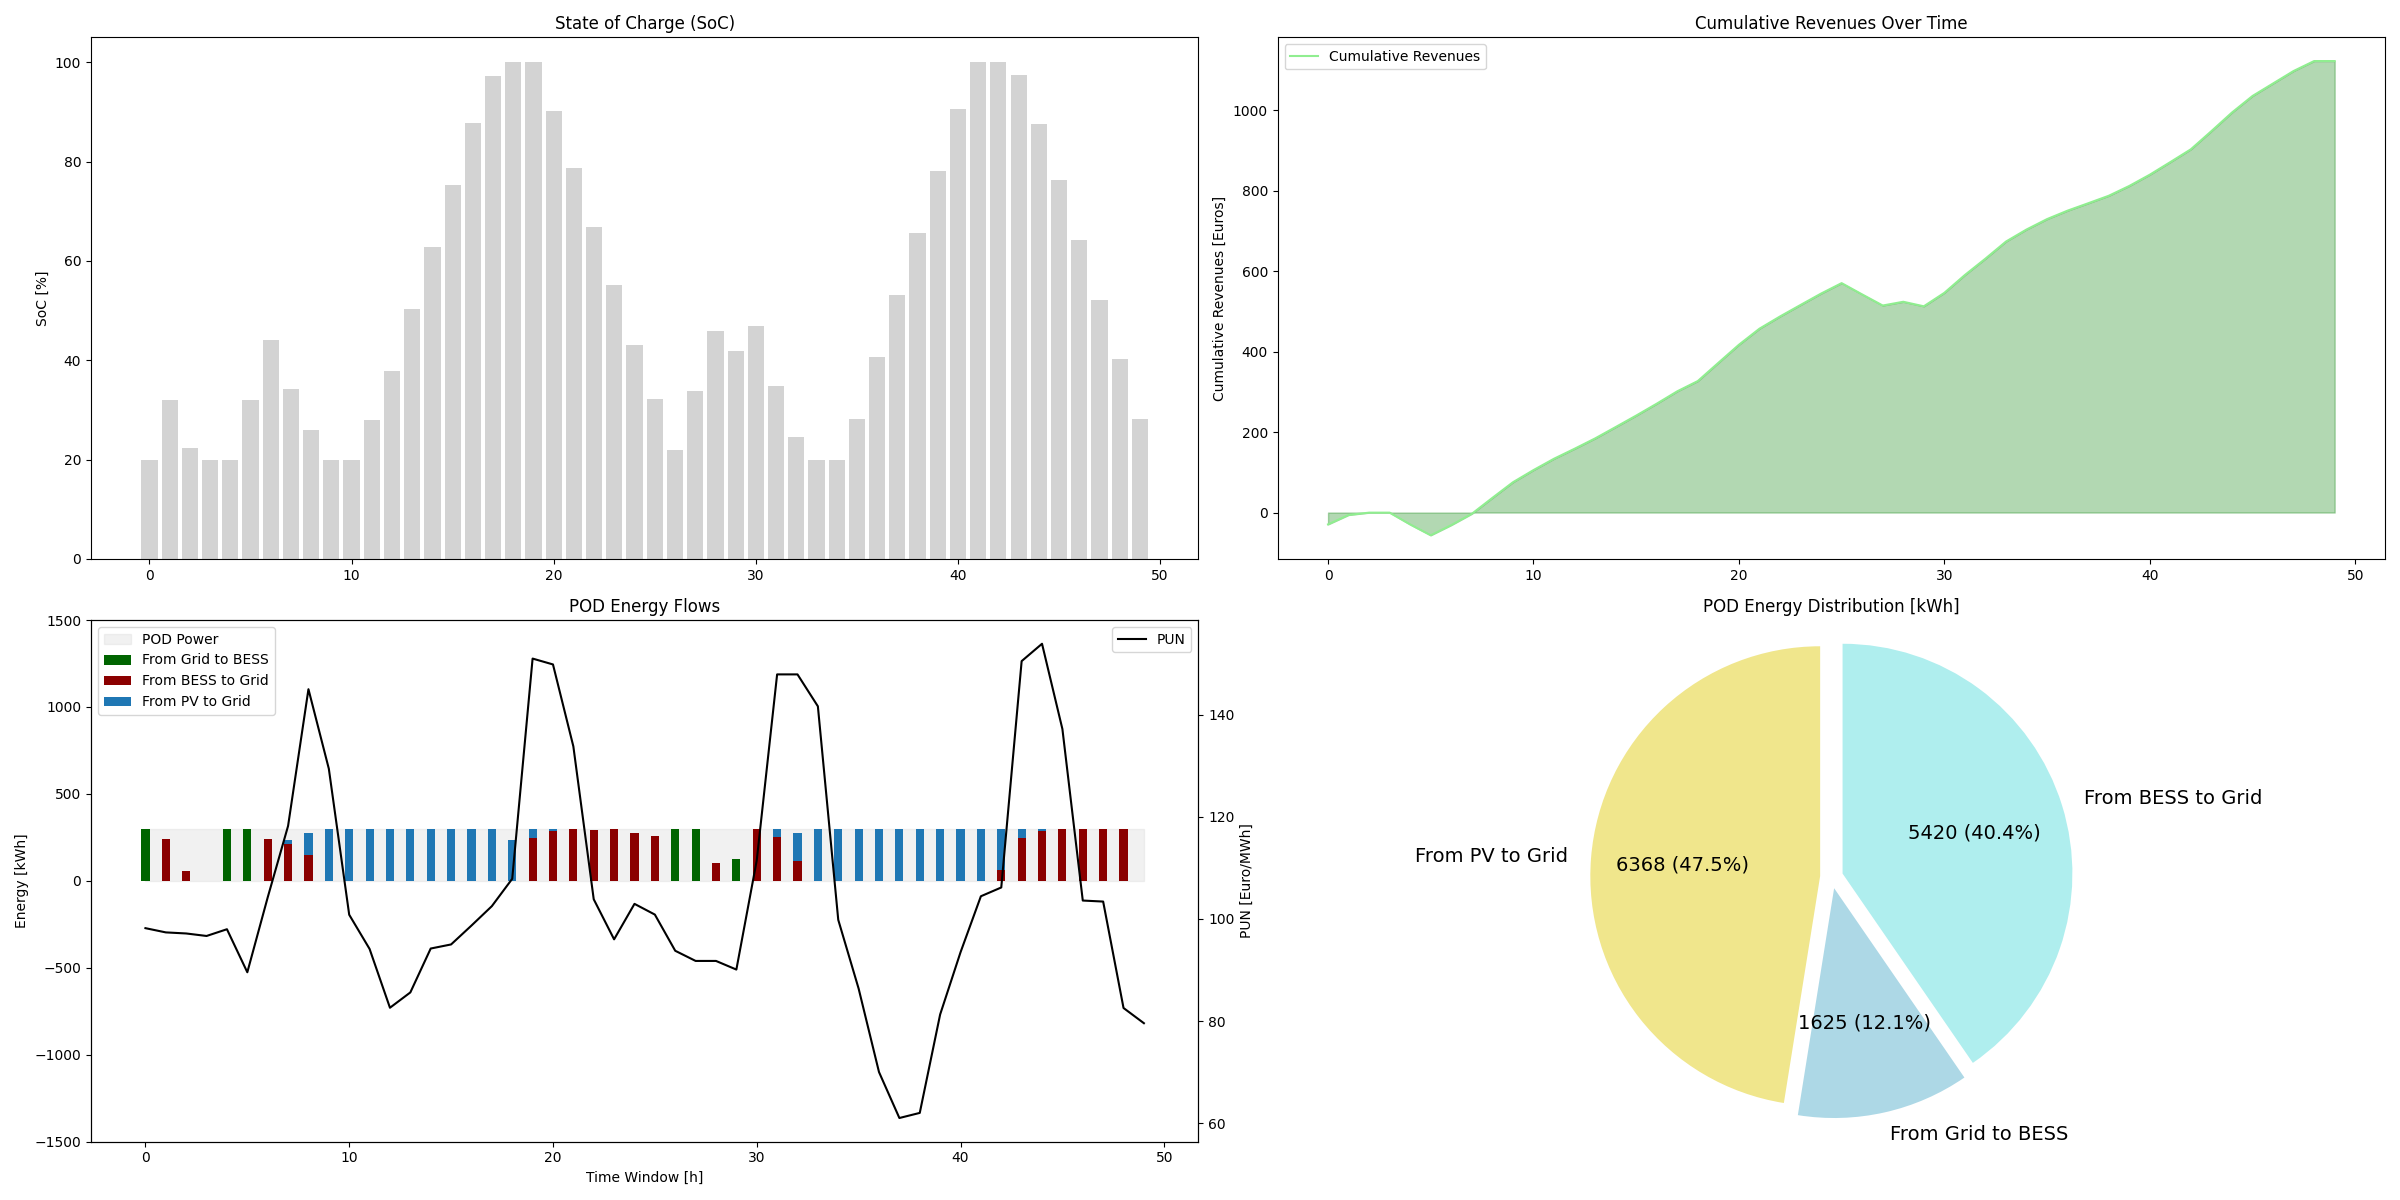 State of Charge (SoC)
SoC [%]
100
80
60
40
20
0
0 10 20 30 40 50
Cumulative Revenues Over Time
Cumulative Revenues
Cumulative Revenues [Euros]
1000
800
600
400
200
0
0 10 20 30 40 50
POD Energy Flows
POD Power
From Grid to BESS
From BESS to Grid
From PV to Grid
PUN
Energy [kWh]
1500
1000
500
0
−500
−1000
−1500
140
120
100
80
60
PUN [Euro/MWh]
0 10 20 30 40 50
Time Window [h]
POD Energy Distribution [kWh]
From BESS to Grid
5420 (40.4%)
From PV to Grid
6368 (47.5%)
1625 (12.1%)
From Grid to BESS